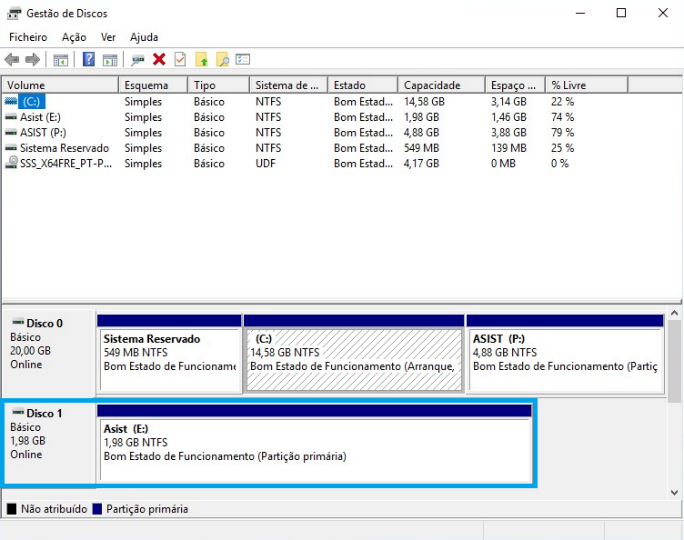 Gestão de Discos
Ficheiro Ação Ver Ajuda
Volume Esquema Tipo Sistema de ... Estado Capacidade Espaço ... % Livre
(C:) Simples Básico NTFS Bom Estad... 14,58 GB 3,14 GB 22 %
Asist (E:) Simples Básico NTFS Bom Estad... 1,98 GB 1,46 GB 74 %
ASIST (P:) Simples Básico NTFS Bom Estad... 4,88 GB 3,88 GB 79 %
Sistema Reservado Simples Básico NTFS Bom Estad... 549 MB 139 MB 25 %
SSS_X64FRE_PT-P... Simples Básico UDF Bom Estad... 4,17 GB 0 MB 0 %
Disco 0
Básico
20,00 GB
Online
Sistema Reservado
549 MB NTFS
Bom Estado de Funcioname
(C:)
14,58 GB NTFS
Bom Estado de Funcionamento (Arranque,
ASIST (P:)
4,88 GB NTFS
Bom Estado de Funcionamento (Partiç
Disco 1
Básico
1,98 GB
Online
Asist (E:)
1,98 GB NTFS
Bom Estado de Funcionamento (Partição primária)
Não atribuído Partição primária